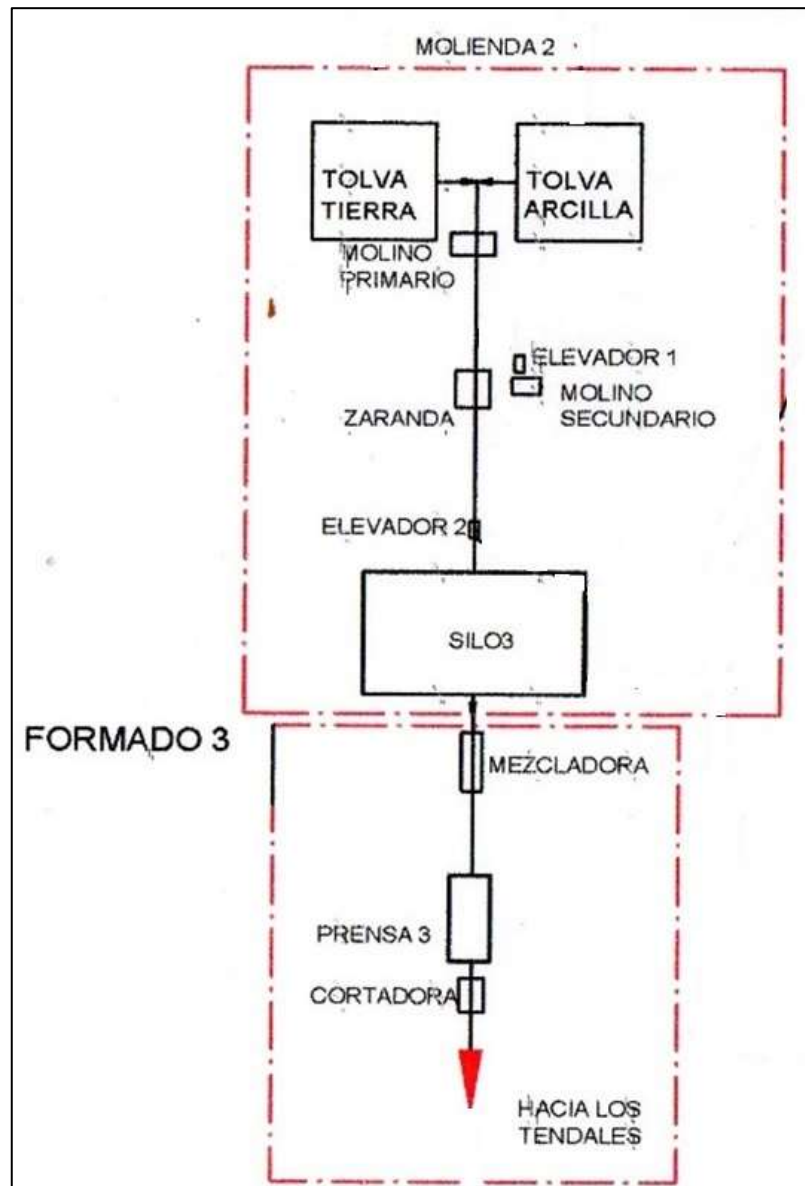 MOLIENDA 2
TOLVA
TIERRA
TOLVA
ARCILLA
MOLINO
PRIMARIO
ELEVADOR 1
MOLINO
SECUNDARIO
ZARANDA
ELEVADOR 2
SILO3
FORMADO 3
MEZCLADORA
PRENSA 3
CORTADORA
HACIA LOS
TENDALES